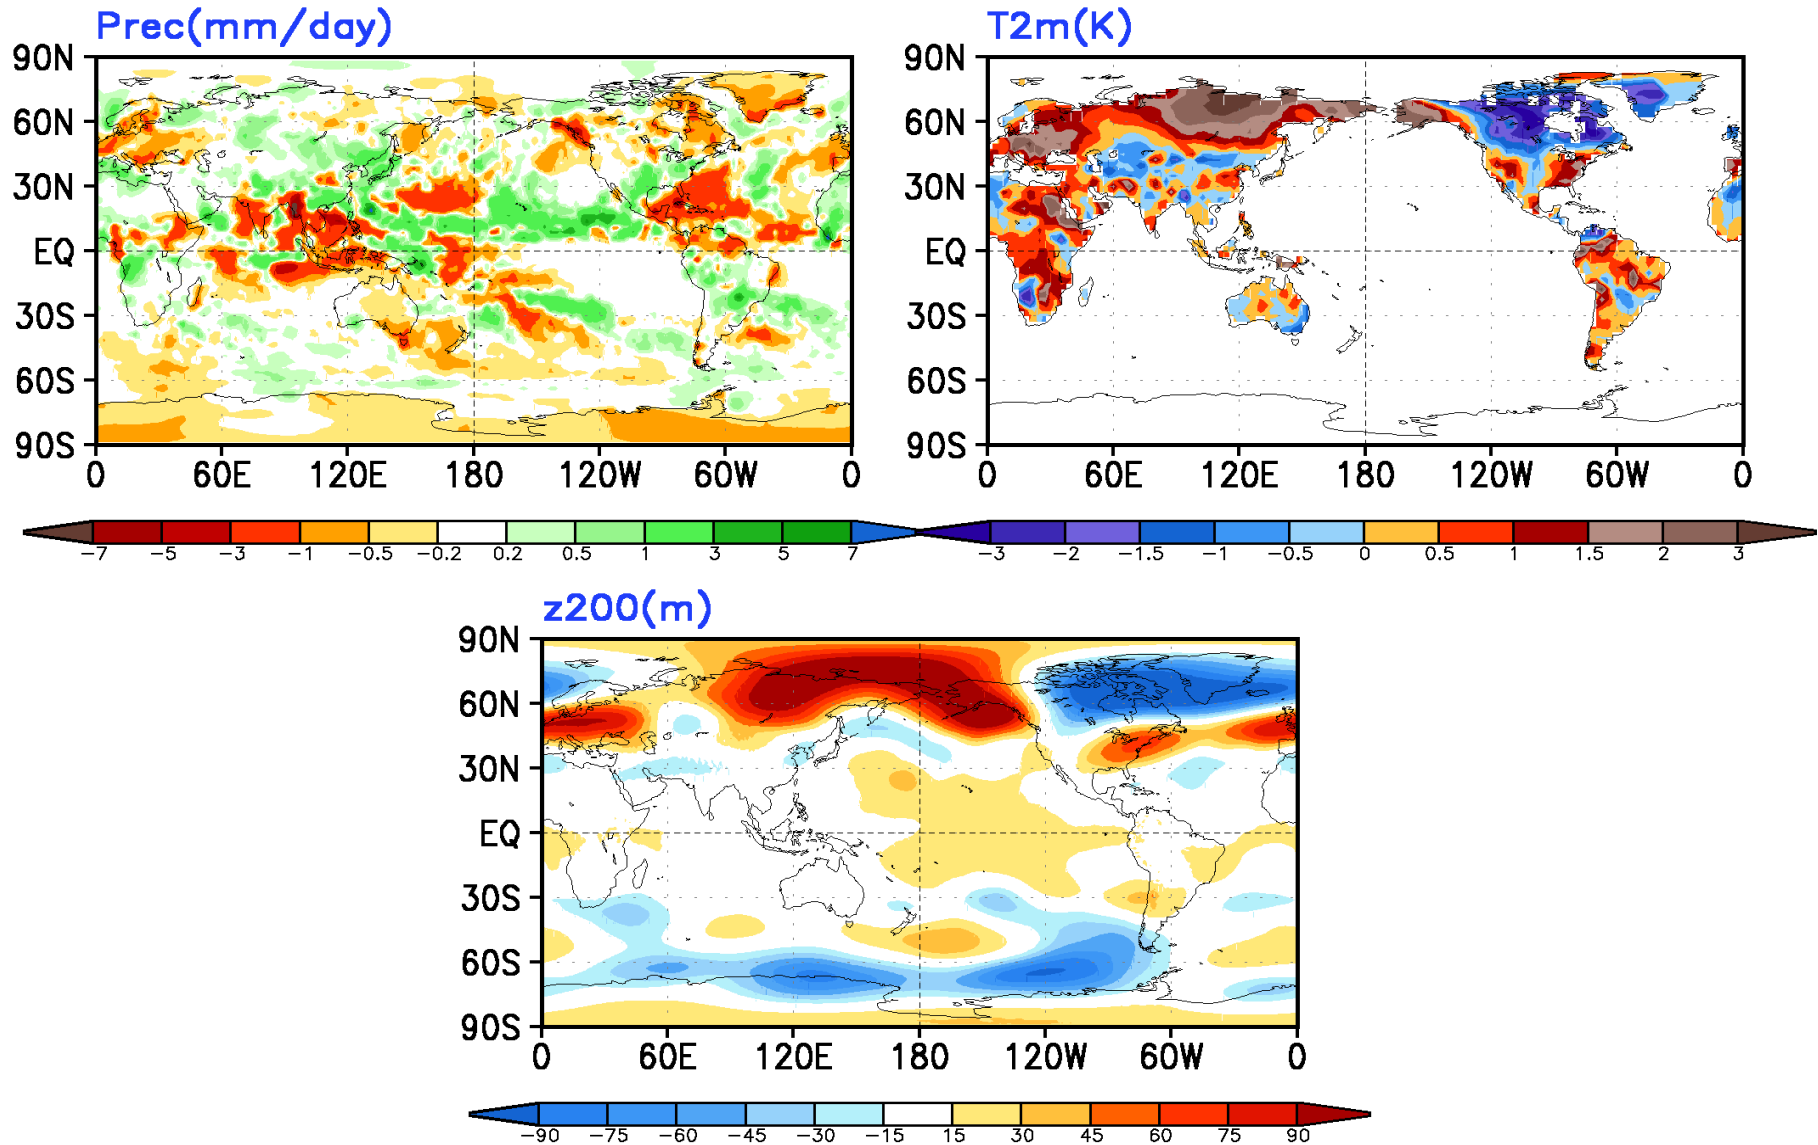 Prec(mm/day)
90N
60N
30N
EQ
30S
60S
90S
0 60E 120E 180 120W 60W 0
-7 -5 -3 -1 -0.5 -0.2 0.2 0.5 1 3 5 7
T2m(K)
90N
60N
30N
EQ
30S
60S
90S
0 60E 120E 180 120W 60W 0
-3 -2 -1.5 -1 -0.5 0 0.5 1 1.5 2 3
z200(m)
90N
60N
30N
EQ
30S
60S
90S
0 60E 120E 180 120W 60W 0
-90 -75 -60 -45 -30 -15 15 30 45 60 75 90